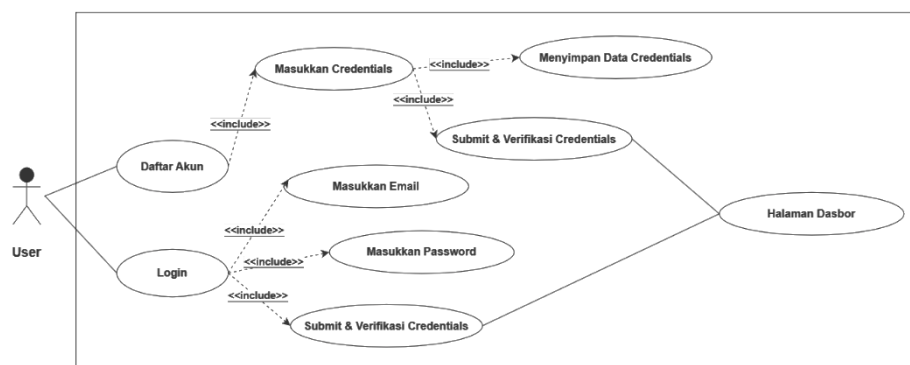 Masukkan Credentials
<<include>>
Menyimpan Data Credentials
<<include>>
<<include>>
Submit & Verifikasi Credentials
Daftar Akun
Masukkan Email
User
<<include>>
Halaman Dasbor
Masukkan Password
<<include>>
Login
<<include>>
Submit & Verifikasi Credentials